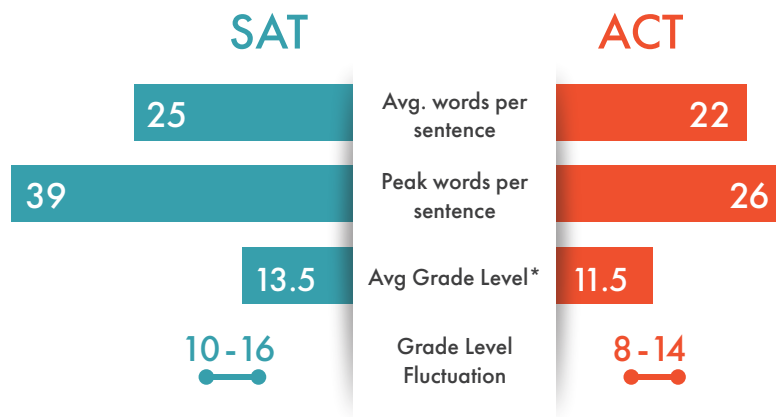 SAT
ACT
25
Avg. words per
sentence
22
39
Peak words per
sentence
26
13.5
Avg Grade Level*
11.5
10 - 16
Grade Level
Fluctuation
8 - 14